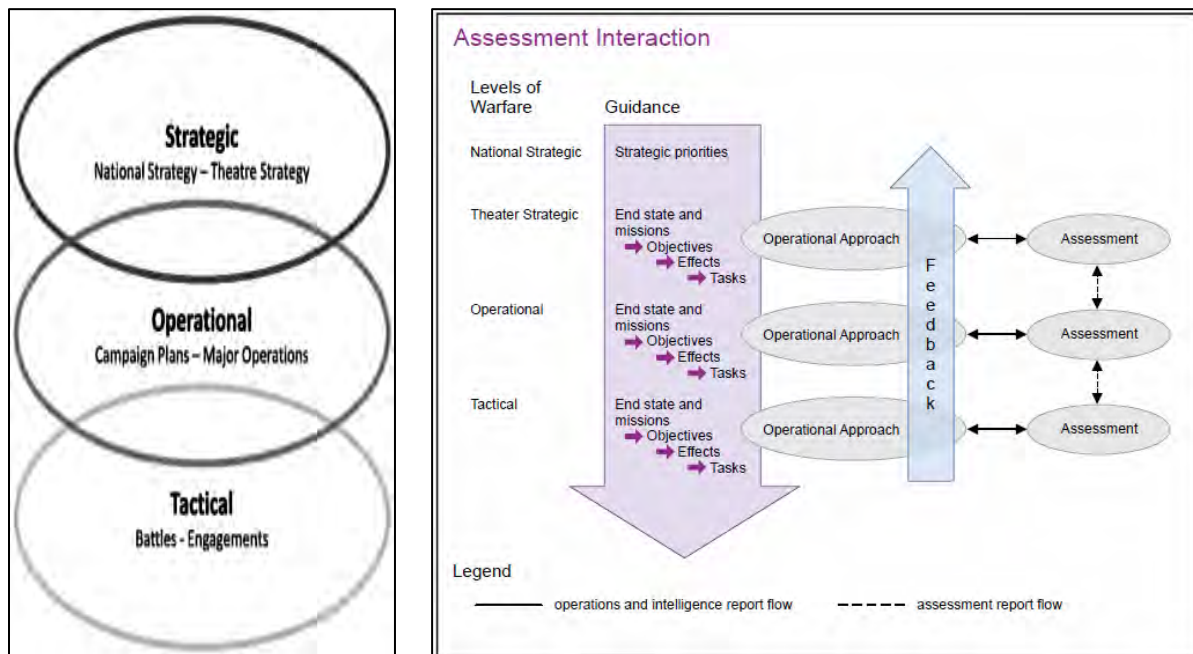 Strategic
National Strategy – Theatre Strategy
Operational
Campaign Plans – Major Operations
Tactical
Battles - Engagements
Assessment Interaction
Levels of
Warfare
Guidance
National Strategic
Strategic priorities
Theater Strategic
End state and
missions
Objectives
Effects
Tasks
Operational Approach
Assessment
Operational
End state and
missions
Objectives
Effects
Tasks
Operational Approach
Assessment
Tactical
End state and
missions
Objectives
Effects
Tasks
Operational Approach
Assessment
Feedback
Legend
operations and intelligence report flow
assessment report flow